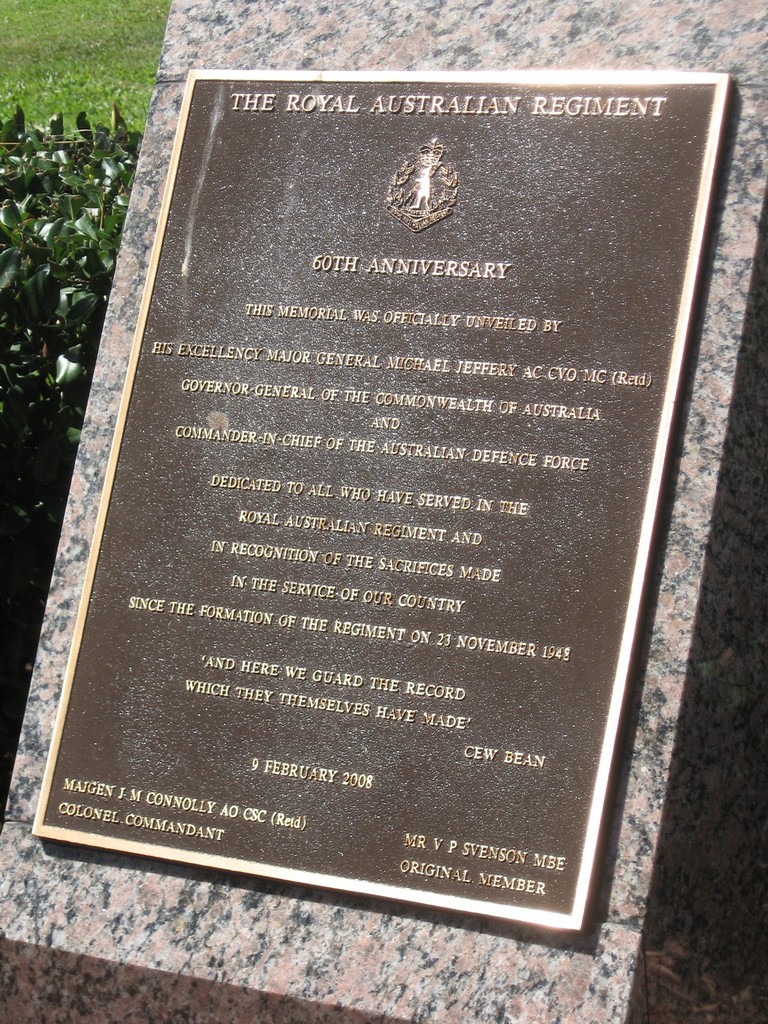 THE ROYAL AUSTRALIAN REGIMENT
60TH ANNIVERSARY
THIS MEMORIAL WAS OFFICIALLY UNVEILED BY
HIS EXCELLENCY MAJOR GENERAL MICHAEL JEFFERY AC CVO MC (Retd)
GOVERNOR-GENERAL OF THE COMMONWEALTH OF AUSTRALIA
AND
COMMANDER-IN-CHIEF OF THE AUSTRALIAN DEFENCE FORCE
DEDICATED TO ALL WHO HAVE SERVED IN THE
ROYAL AUSTRALIAN REGIMENT AND
IN RECOGNITION OF THE SACRIFICES MADE
IN THE SERVICE OF OUR COUNTRY
SINCE THE FORMATION OF THE REGIMENT ON 23 NOVEMBER 1948
'AND HERE WE GUARD THE RECORD
WHICH THEY THEMSELVES HAVE MADE'
CEW BEAN
9 FEBRUARY 2008
MAJGEN J M CONNOLLY AO CSC (Retd)
COLONEL COMMANDANT
MR V P SVENSON MBE
ORIGINAL MEMBER